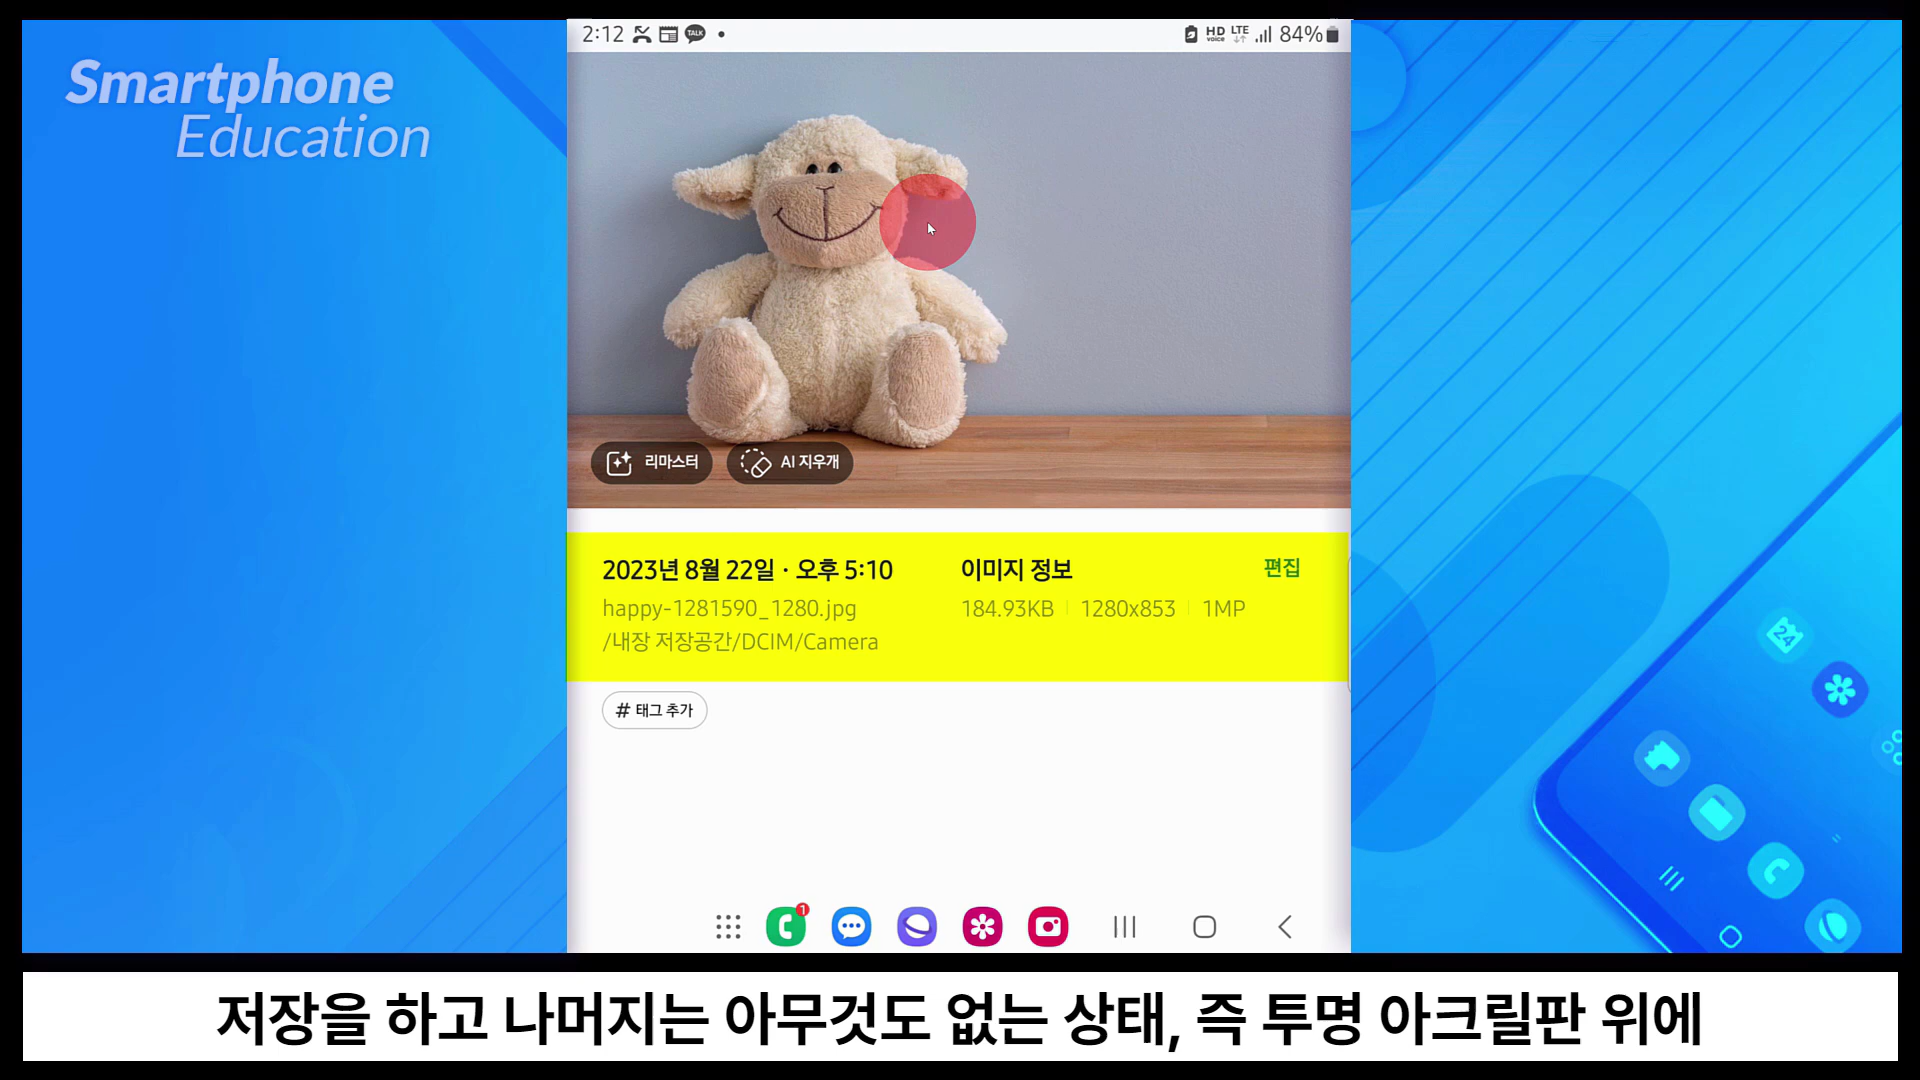 Smartphone
Education
2:12
TALK
HD voice LTE 84%
리마스터
AI 지우개
2023년 8월 22일 · 오후 5:10
happy-1281590_1280.jpg
/내장 저장공간/DCIM/Camera
이미지 정보
편집
184.93KB 1280x853 1MP
# 태그 추가
1
24
저장을 하고 나머지는 아무것도 없는 상태, 즉 투명 아크릴판 위에